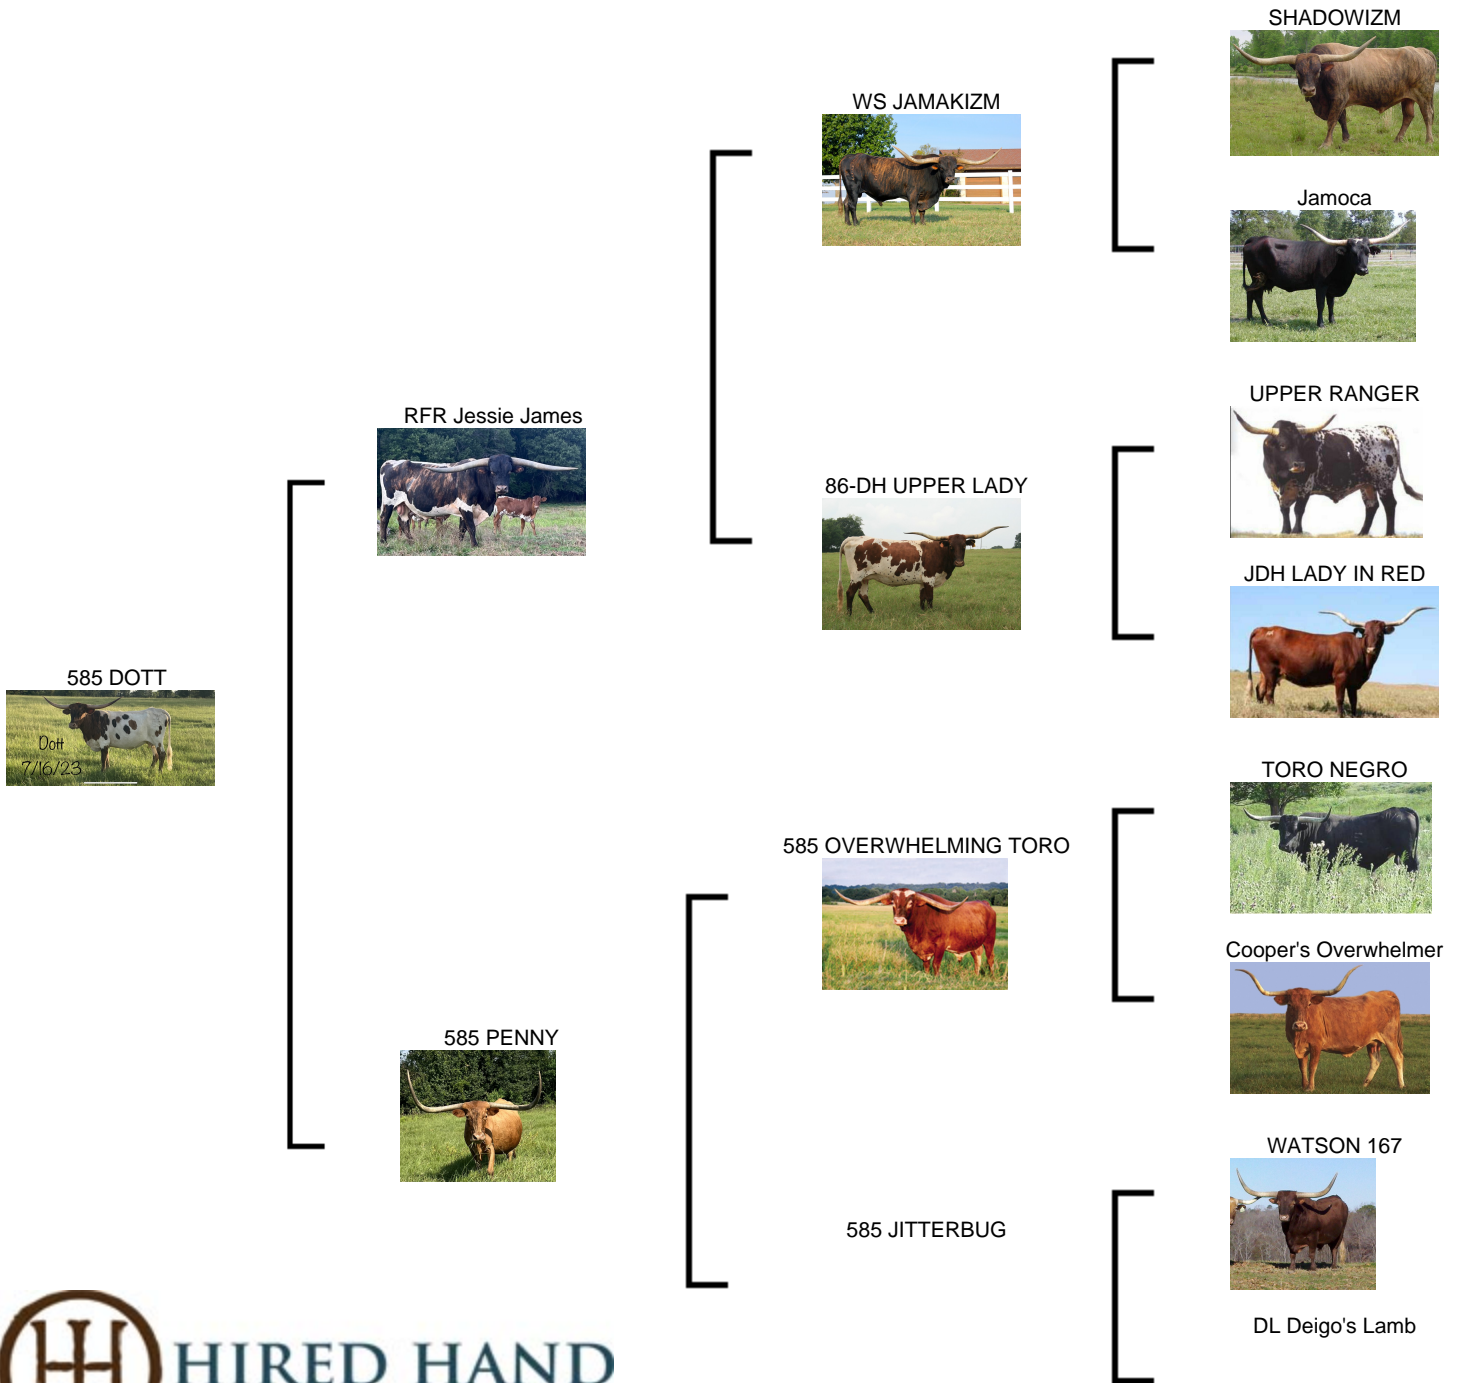 SHADOWIZM
WS JAMAKIZM
Jamoca
UPPER RANGER
RFR Jessie James
86-DH UPPER LADY
JDH LADY IN RED
585 DOTT
Dott
7/16/23
TORO NEGRO
585 OVERWHELMING TORO
Cooper's Overwhelmer
585 PENNY
WATSON 167
585 JITTERBUG
DL Deigo's Lamb
HIRED HAND